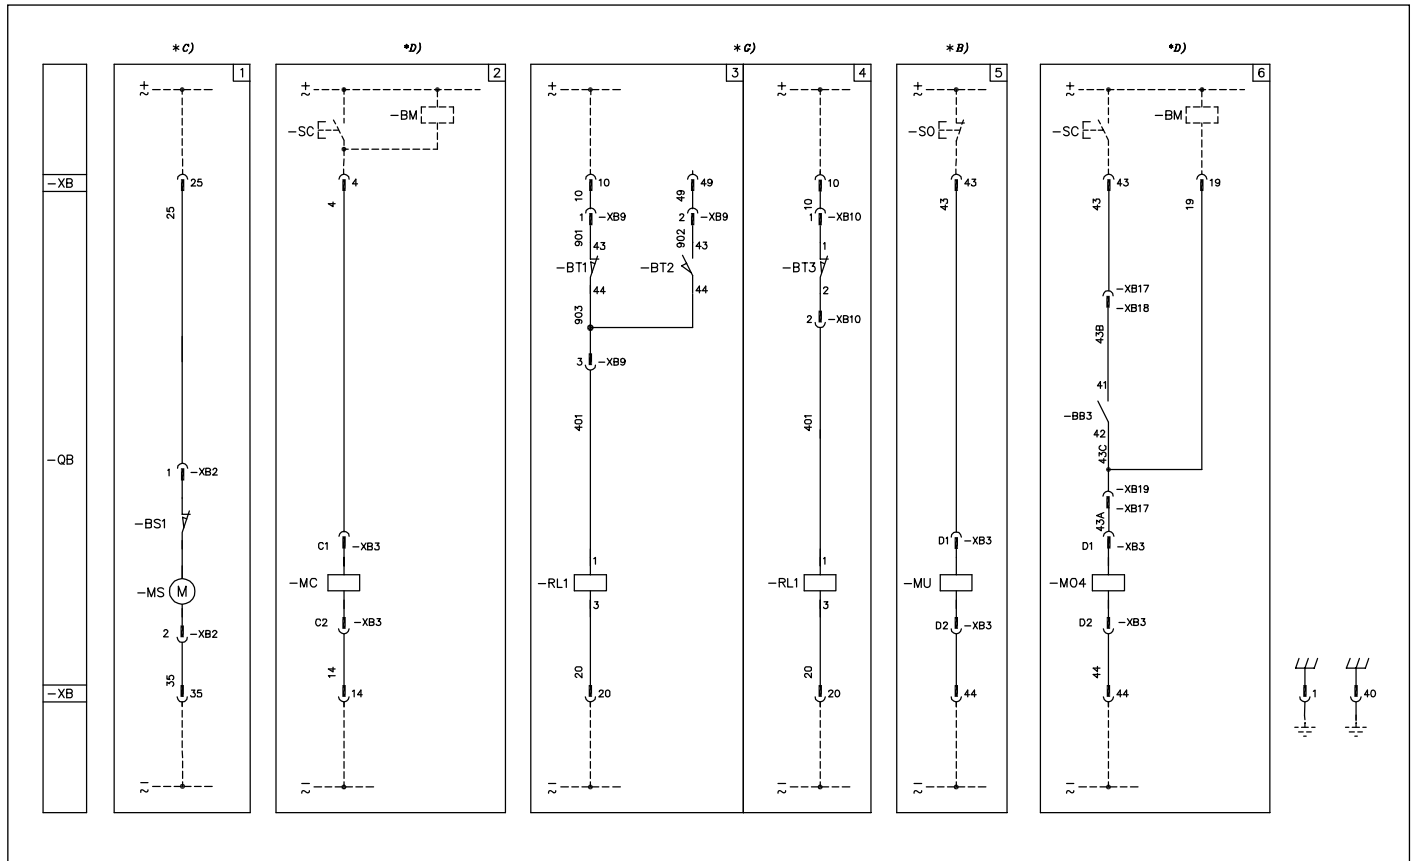 *C)
*D)
*G)
*B)
*D)
1
2
3
4
5
6
+
~
+
~
+
~
+
~
+
~
+
~
-BM
-BM
-SC
-SO
-SC
-XB
25
4
10
49
10
43
43
19
25
4
10
49
10
43
43
19
1
-XB9
2
-XB9
1
-XB10
901
43
902
43
1
-BT1
-BT2
-BT3
44
44
2
-XB17
-XB18
903
2
-XB10
43B
3
-XB9
41
-BB3
401
401
42
43C
-QB
1
-XB2
-XB19
-XB17
43A
-BS1
C1
-XB3
D1
-XB3
D1
-XB3
1
1
-MS
M
-MC
-RL1
-RL1
-MU
-MO4
3
3
2
-XB2
C2
-XB3
D2
-XB3
D2
-XB3
35
14
20
20
44
-XB
35
14
20
20
44
44
1
40
−
~
−
~
−
~
−
~
−
~
−
~